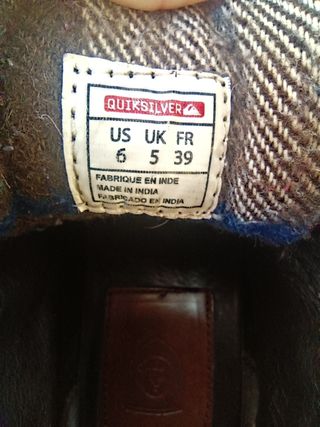 QUIKSILVER
US UK FR
6 5 39
FABRIQUE EN INDE
MADE IN INDIA
FABRICADO EN INDIA